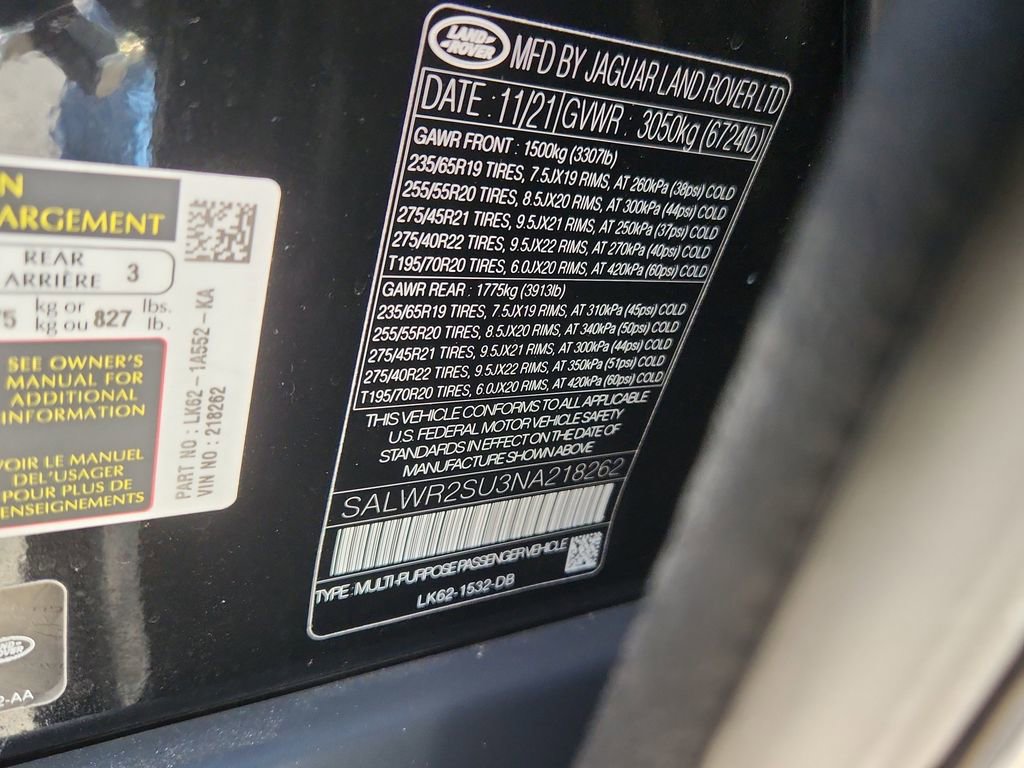 N
ARGEMENT
REAR
ARRIÈRE 3
5 kg or lbs.
kg ou 827 lb.
SEE OWNER'S
MANUAL FOR
ADDITIONAL
INFORMATION
VOIR LE MANUEL
DEL'USAGER
POUR PLUS DE
ENSEIGNEMENTS
PART NO : LK62-1A552-KA
VIN NO : 218262
LAND ROVER
2-AA
LAND ROVER
MFD BY JAGUAR LAND ROVER LTD
DATE : 11/21 GVWR : 3050kg (6724lb)
GAWR FRONT : 1500kg (3307lb)
235/65R19 TIRES, 7.5JX19 RIMS, AT 260kPa (38psi) COLD
255/55R20 TIRES, 8.5JX20 RIMS, AT 300kPa (44psi) COLD
275/45R21 TIRES, 9.5JX21 RIMS, AT 250kPa (37psi) COLD
275/40R22 TIRES, 9.5JX22 RIMS, AT 270kPa (40psi) COLD
T195/70R20 TIRES, 6.0JX20 RIMS, AT 420kPa (60psi) COLD
GAWR REAR : 1775kg (3913lb)
235/65R19 TIRES, 7.5JX19 RIMS, AT 310kPa (45psi) COLD
255/55R20 TIRES, 8.5JX20 RIMS, AT 340kPa (50psi) COLD
275/45R21 TIRES, 9.5JX21 RIMS, AT 300kPa (44psi) COLD
275/40R22 TIRES, 9.5JX22 RIMS, AT 350kPa (51psi) COLD
T195/70R20 TIRES, 6.0JX20 RIMS, AT 420kPa (60psi) COLD
THIS VEHICLE CONFORMS TO ALL APPLICABLE
U.S. FEDERAL MOTOR VEHICLE SAFETY
STANDARDS IN EFFECT ON THE DATE OF
MANUFACTURE SHOWN ABOVE
SALWR2SU3NA218262
TYPE : MULTI-PURPOSE PASSENGER VEHICLE
LK62-1532-DB